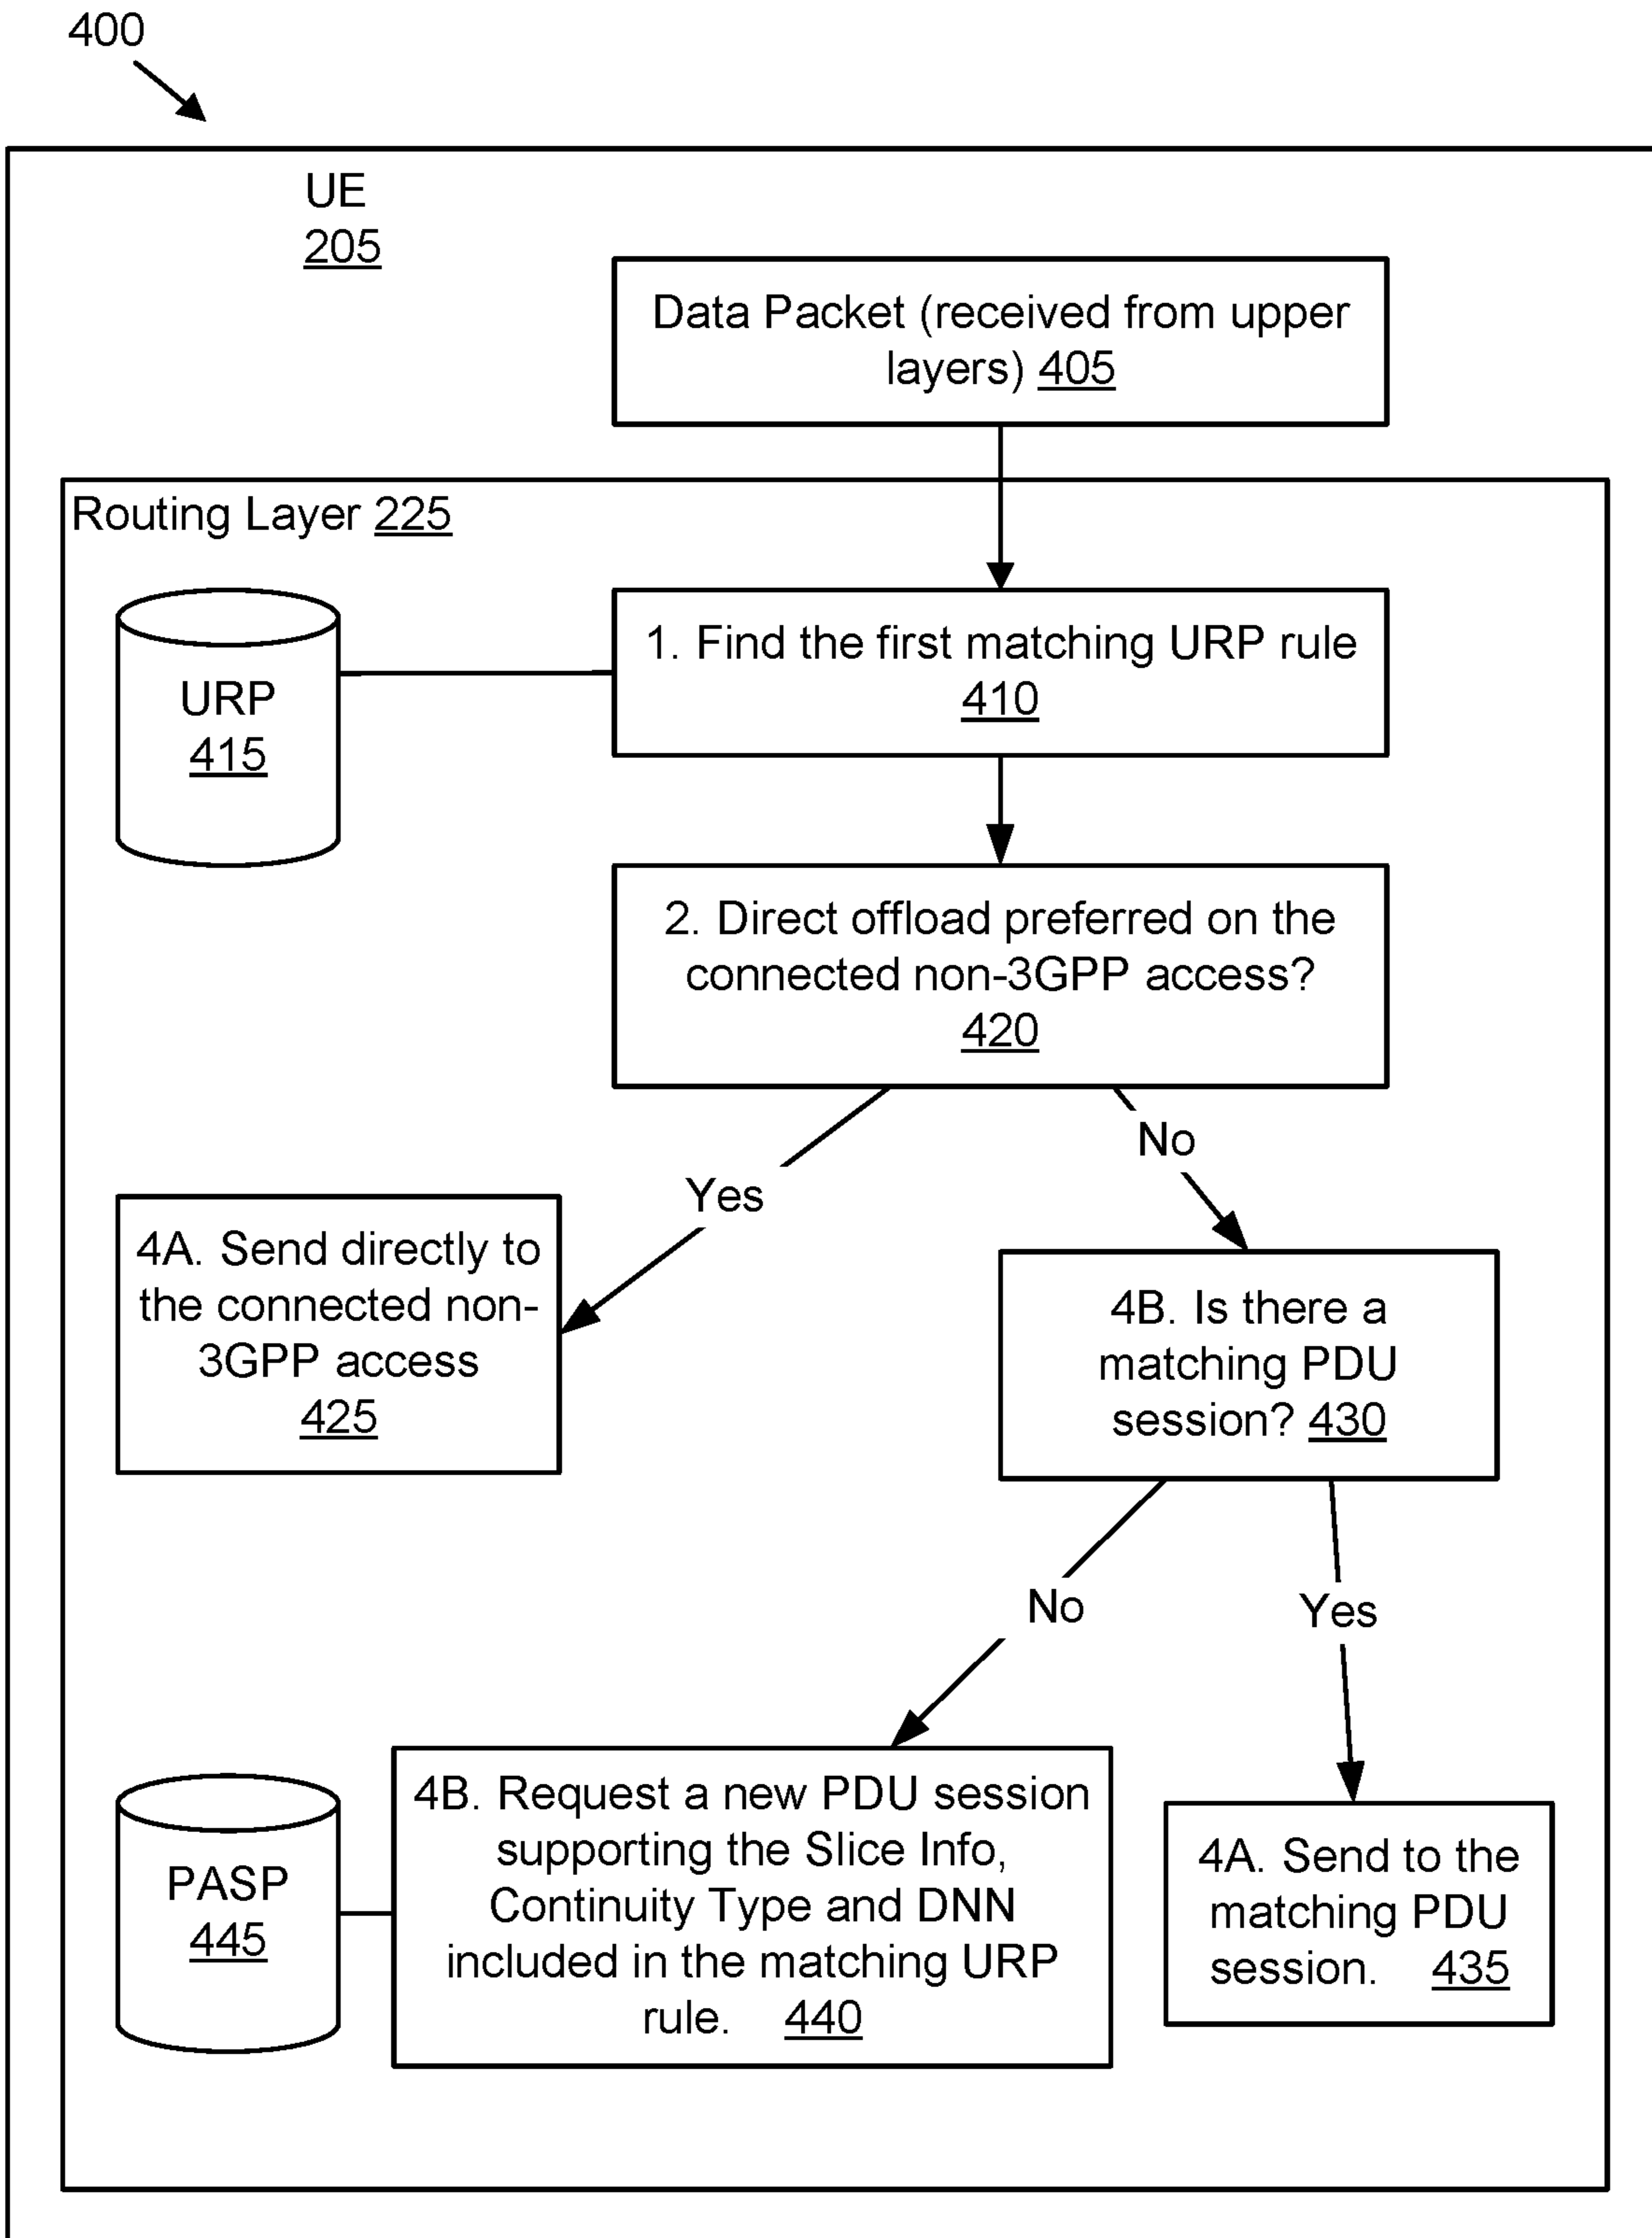 400
UE
205
Data Packet (received from upper
layers) 405
Routing Layer 225
URP
415
1. Find the first matching URP rule
410
2. Direct offload preferred on the
connected non-3GPP access?
420
Yes
No
4A. Send directly to
the connected non-
3GPP access
425
4B. Is there a
matching PDU
session? 430
No
Yes
PASP
445
4B. Request a new PDU session
supporting the Slice Info,
Continuity Type and DNN
included in the matching URP
rule. 440
4A. Send to the
matching PDU
session. 435